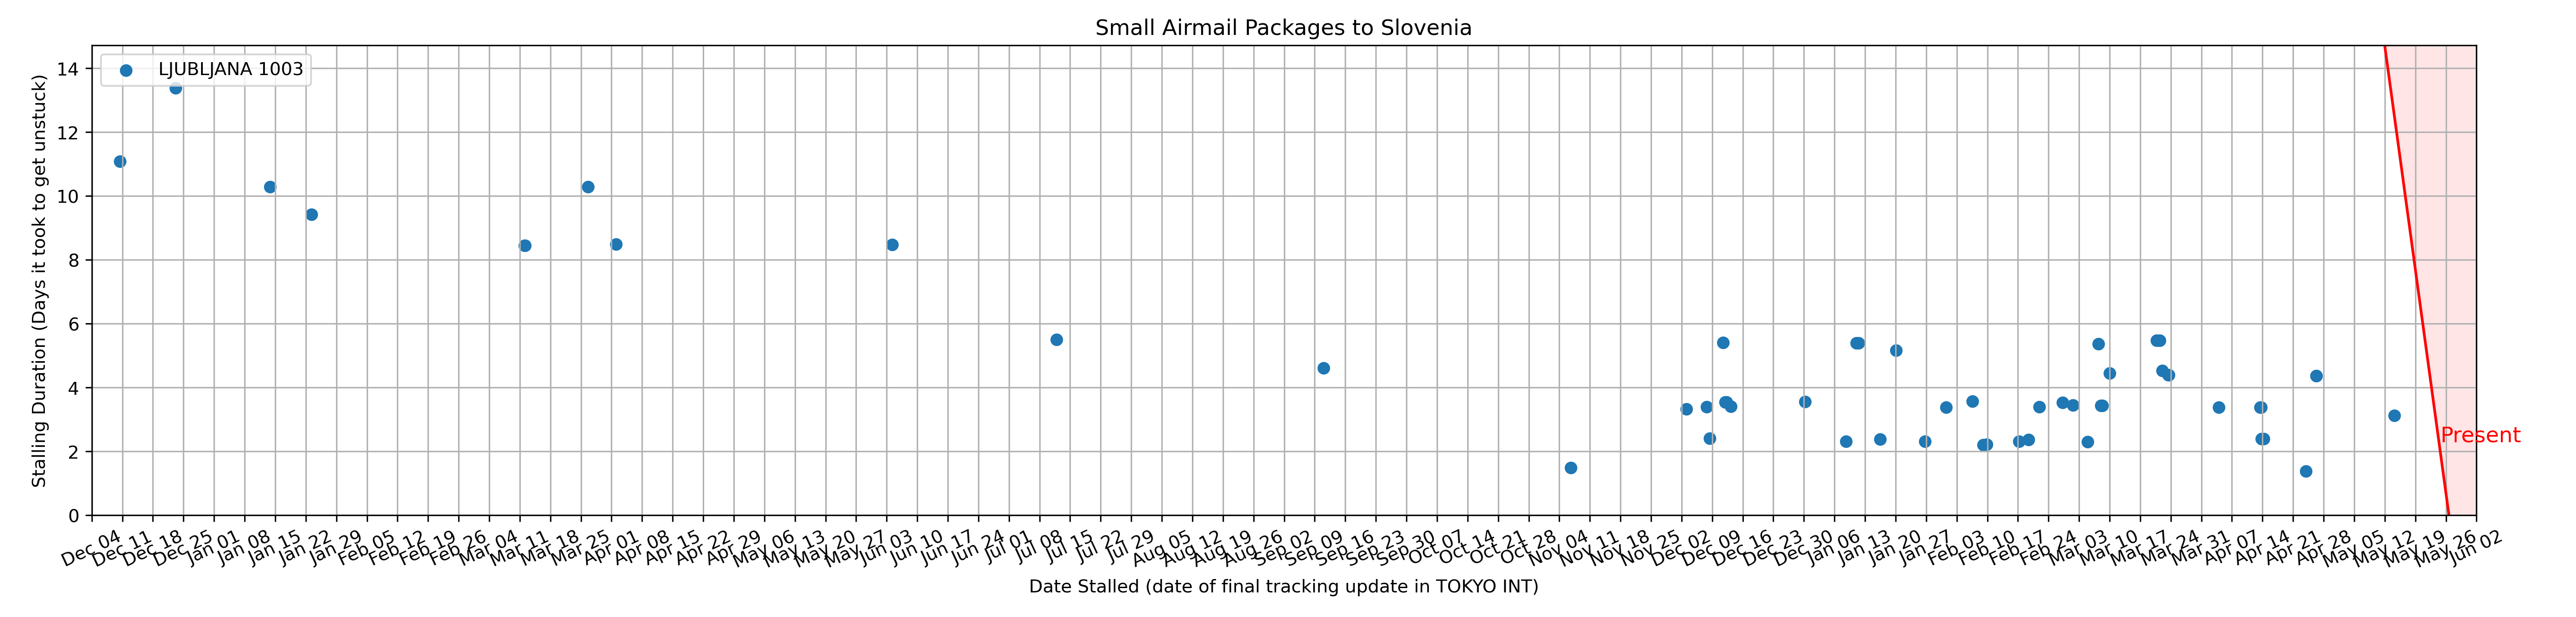 Small Airmail Packages to Slovenia
LJUBLJANA 1003
Stalling Duration (Days it took to get unstuck)
14
12
10
8
6
4
2
0
Present
Dec 04 Dec 11 Dec 18 Dec 25 Jan 01 Jan 08 Jan 15 Jan 22 Jan 29 Feb 05 Feb 12 Feb 19 Feb 26 Mar 04 Mar 11 Mar 18 Mar 25 Apr 01 Apr 08 Apr 15 Apr 22 Apr 29 May 06 May 13 May 20 May 27 Jun 03 Jun 10 Jun 17 Jun 24 Jul 01 Jul 08 Jul 15 Jul 22 Jul 29 Aug 05 Aug 12 Aug 19 Aug 26 Sep 02 Sep 09 Sep 16 Sep 23 Sep 30 Oct 07 Oct 14 Oct 21 Oct 28 Nov 04 Nov 11 Nov 18 Nov 25 Dec 02 Dec 09 Dec 16 Dec 23 Dec 30 Jan 06 Jan 13 Jan 20 Jan 27 Feb 03 Feb 10 Feb 17 Feb 24 Mar 03 Mar 10 Mar 17 Mar 24 Mar 31 Apr 07 Apr 14 Apr 21 Apr 28 May 05 May 12 May 19 May 26 Jun 02
Date Stalled (date of final tracking update in TOKYO INT)